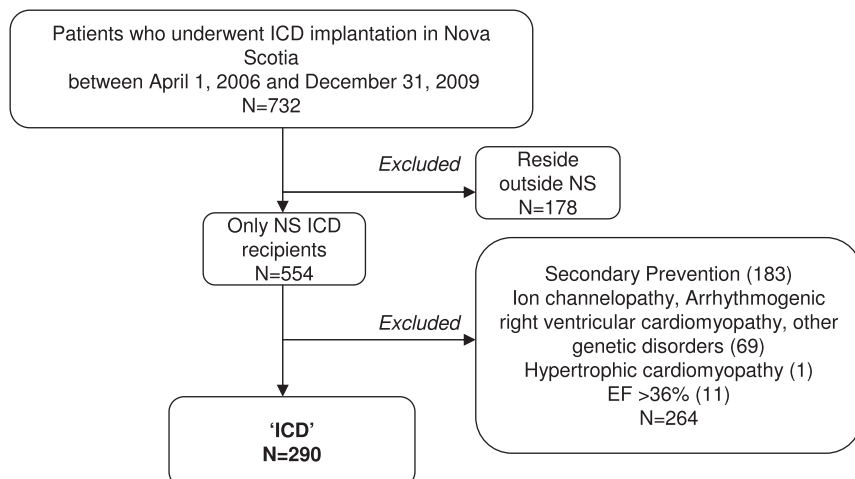 Patients who underwent ICD implantation in Nova
Scotia
between April 1, 2006 and December 31, 2009
N=732
Excluded
Reside
outside NS
N=178
Only NS ICD
recipients
N=554
Excluded
Secondary Prevention (183)
Ion channelopathy, Arrhythmogenic
right ventricular cardiomyopathy, other
genetic disorders (69)
Hypertrophic cardiomyopathy (1)
EF >36% (11)
N=264
‘ICD’
N=290